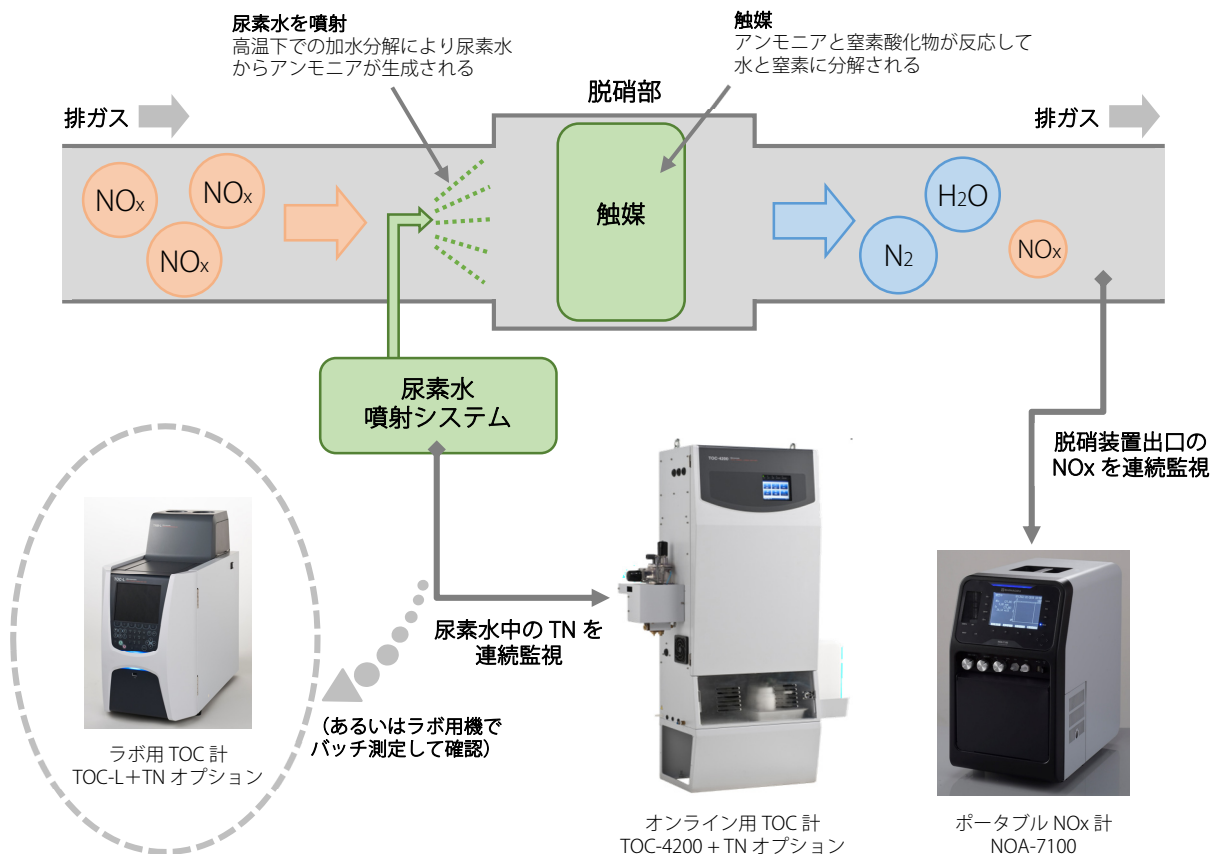 尿素水を噴射
高温下での加水分解により尿素水
からアンモニアが生成される
触媒
アンモニアと窒素酸化物が反応して
水と窒素に分解される
脱硝部
排ガス
排ガス
NOx
NOx
NOx
触媒
H2O
N2
NOx
尿素水
噴射システム
脱硝装置出口の
NOx を連続監視
尿素水中の TN を
連続監視
(あるいはラボ用機で
バッチ測定して確認)
TOC-L
TOC-4200
ラボ用 TOC 計
TOC-L+TN オプション
オンライン用 TOC 計
TOC-4200 + TN オプション
ポータブル NOx 計
NOA-7100